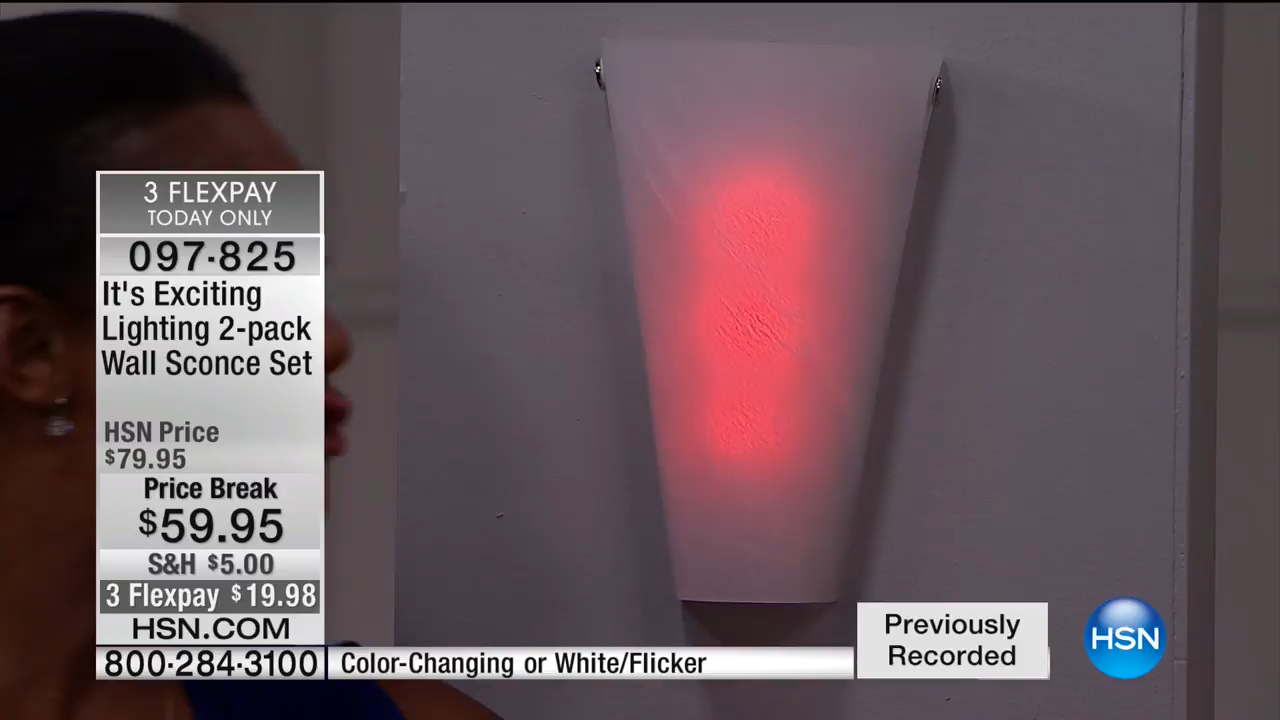 3 FLEXPAY
TODAY ONLY
097-825
It's Exciting
Lighting 2-pack
Wall Sconce Set
HSN Price
$79.95
Price Break
$59.95
S&H $5.00
3 Flexpay $19.98
HSN.COM
800-284-3100
Color-Changing or White/Flicker
Previously
Recorded
HSN